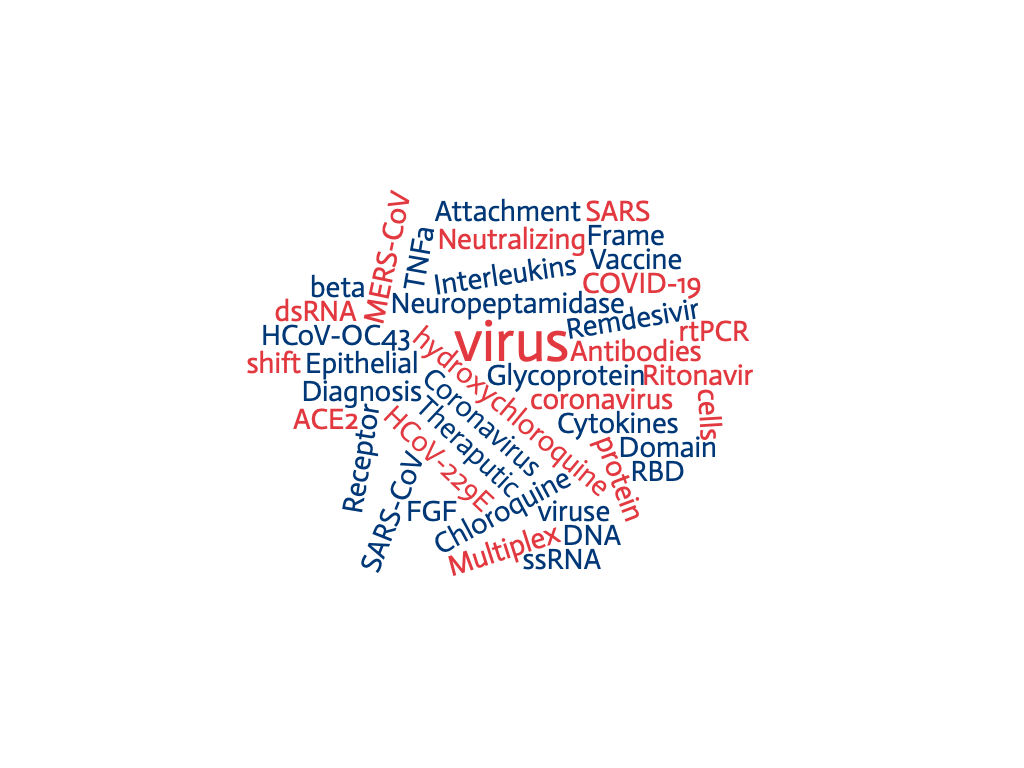 MERS-CoV
Attachment
SARS
TNFa
Neutralizing
Frame
Interleukins
Vaccine
beta
COVID-19
dsRNA
Neuropeptamidase
Remdesivir
HCoV-OC43
virus
rtPCR
hydroxychloroquine
Antibodies
shift
Epithelial
Glycoprotein
Ritonavir
Diagnosis
Coronavirus
coronavirus
cells
ACE2
Theraputic
Cytokines
HCoV-229E
Receptor
protein
Domain
SARS-CoV
RBD
FGF
Chloroquine
viruse
Multiplex
DNA
ssRNA